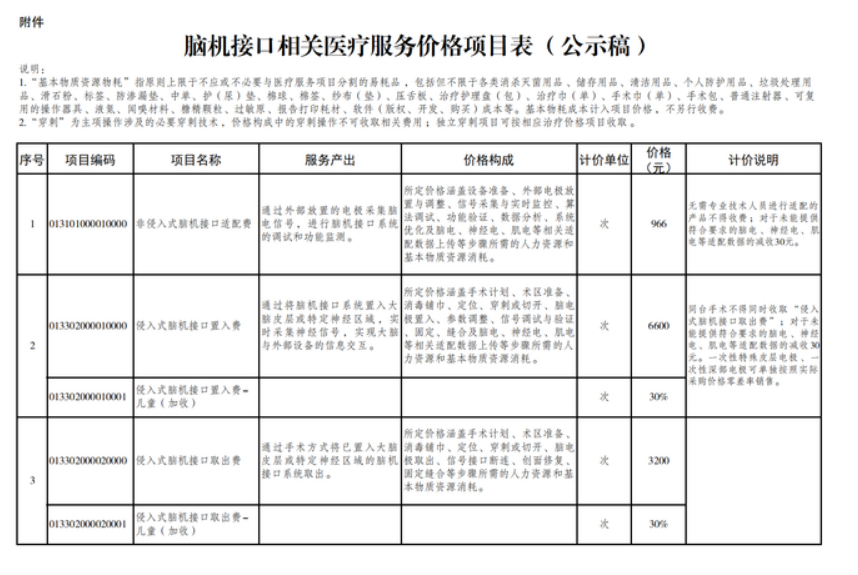 附件
脑机接口相关医疗服务价格项目表（公示稿）
说明：
1.“基本物质资源物耗”指原则上限于不应或不必要与医疗服务项目分割的易耗品，包括但不限于各类消杀灭菌用品、储存用品、清洁用品、个人防护用品、垃圾处理用
品、滑石粉、标签、防渗漏垫、中单、护（尿）垫、棉球、棉签、纱布（垫）、压舌板、治疗护理盘（包）、治疗巾（单）、手术巾（单）、手术包、普通注射器、可复
用的操作器具、液氮、闻嗅材料、糖精颗粒、过敏原、报告打印耗材、软件（版权、开发、购买）成本等。基本物耗成本计入项目价格，不另行收费。
2.“穿刺”为主项操作涉及的必要穿刺技术，价格构成中的穿刺操作不可收取相关费用；独立穿刺项目可按相应治疗价格项目收取。
序号 项目编码 项目名称 服务产出 价格构成 计价单位 价格（元） 计价说明
1 013101000010000 非侵入式脑机接口适配费
通过外部放置的电极采集脑
电信号，进行脑机接口系统
的调试和功能监测。
所定价格涵盖设备准备、外部电极放
置与调整、信号采集与实时监控、算
法调试、功能验证、数据分析、系统
优化及脑电、神经电、肌电等相关适
配数据上传等步骤所需的人力资源和
基本物质资源消耗。
次 966
无需专业技术人员进行适配的
产品不得收费；对于未能提供
符合要求的脑电、神经电、肌
电等适配数据的减收30元。
2 013302000010000 侵入式脑机接口置入费
通过将脑机接口系统置入大
脑皮层或特定神经区域，实
时采集神经信号，实现大脑
与外部设备的信息交互。
所定价格涵盖手术计划、术区准备、
消毒铺巾、定位、穿刺或切开、脑电
极置入、参数调整、信号调试与验证
、固定、缝合及脑电、神经电、肌电
等相关适配数据上传等步骤所需的人
力资源和基本物质资源消耗。
次 6600
同台手术不得同时收取“侵入
式脑机接口取出费”；对于未
能提供符合要求的脑电、神经
电、肌电等适配数据的减收30
元。一次性特殊皮层电极、一
次性深部电极可单独按照实际
采购价格零差率销售。
013302000010001
侵入式脑机接口置入费-
儿童（加收）
次 30%
3 013302000020000 侵入式脑机接口取出费
通过手术方式将已置入大脑
皮层或特定神经区域的脑机
接口系统取出。
所定价格涵盖手术计划、术区准备、
消毒铺巾、定位、穿刺或切开、脑电
极取出、信号接口断连、创面修复、
固定缝合等步骤所需的人力资源和基
本物质资源消耗。
次 3200
013302000020001
侵入式脑机接口取出费-
儿童（加收）
次 30%